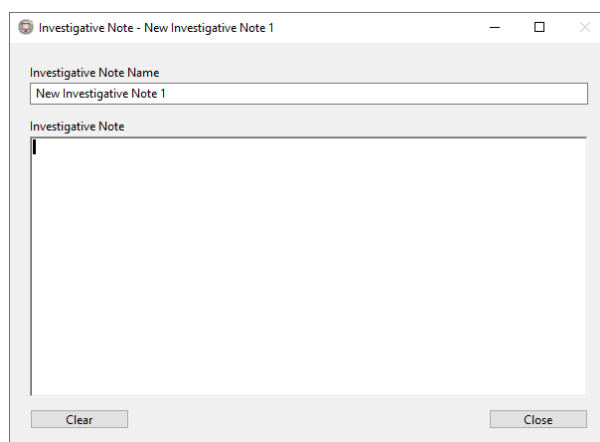 Investigative Note - New Investigative Note 1
Investigative Note Name
New Investigative Note 1
Investigative Note
Clear
Close